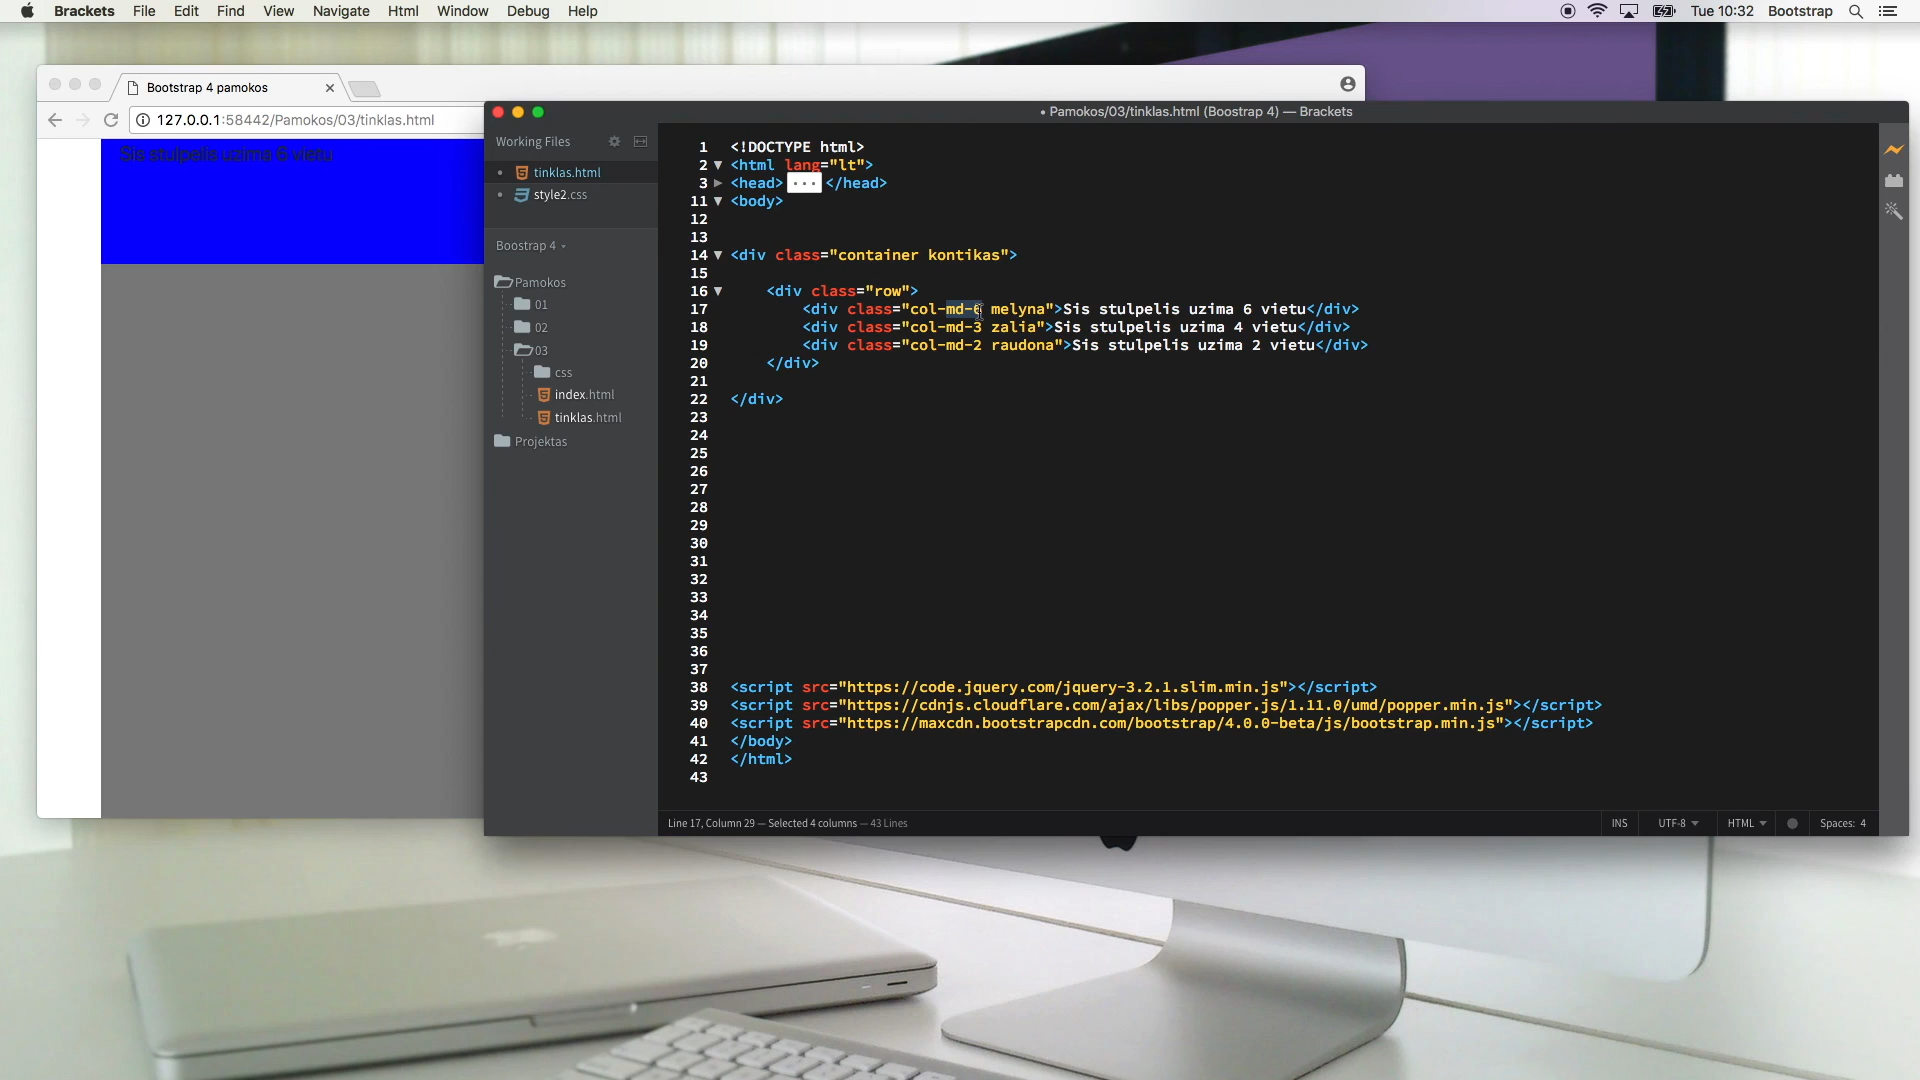 Brackets File Edit Find View Navigate Html Window Debug Help
Tue 10:32 Bootstrap
Bootstrap 4 pamokos
127.0.0.1:58442/Pamokos/03/tinklas.html
Sis stulpelis uzima 6 vietu
• Pamokos/03/tinklas.html (Boostrap 4) — Brackets
Working Files
tinklas.html
style2.css
Boostrap 4
Pamokos
01
02
03
css
index.html
tinklas.html
Projektas
1 <!DOCTYPE html>
2 <html lang="lt">
3 <head> ... </head>
11 <body>
12
13
14 <div class="container kontikas">
15
16 <div class="row">
17 <div class="col-md-6 melyna">Sis stulpelis uzima 6 vietu</div>
18 <div class="col-md-3 zalia">Sis stulpelis uzima 4 vietu</div>
19 <div class="col-md-2 raudona">Sis stulpelis uzima 2 vietu</div>
20 </div>
21
22 </div>
23
24
25
26
27
28
29
30
31
32
33
34
35
36
37
38 <script src="https://code.jquery.com/jquery-3.2.1.slim.min.js"></script>
39 <script src="https://cdnjs.cloudflare.com/ajax/libs/popper.js/1.11.0/umd/popper.min.js"></script>
40 <script src="https://maxcdn.bootstrapcdn.com/bootstrap/4.0.0-beta/js/bootstrap.min.js"></script>
41 </body>
42 </html>
43
Line 17, Column 29 — Selected 4 columns — 43 Lines
INS UTF-8 HTML Spaces: 4